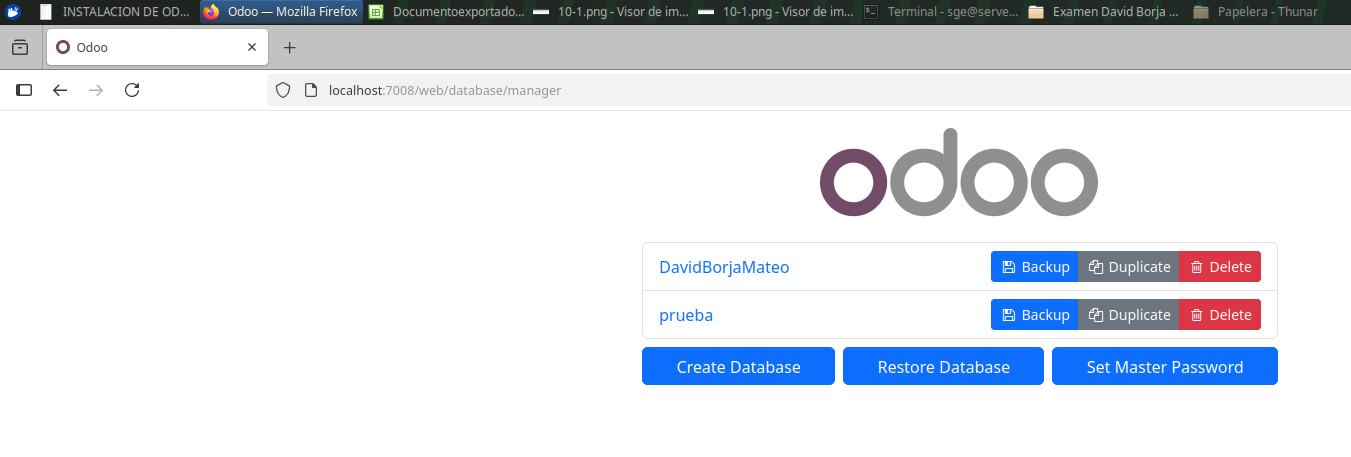 INSTALACION DE OD... Odoo — Mozilla Firefox Documentoexportado... 10-1.png - Visor de im... 10-1.png - Visor de im... Terminal - sge@serve... Examen David Borja ... Papelera - Thunar
Odoo
localhost:7008/web/database/manager
odoo
DavidBorjaMateo Backup Duplicate Delete
prueba Backup Duplicate Delete
Create Database Restore Database Set Master Password